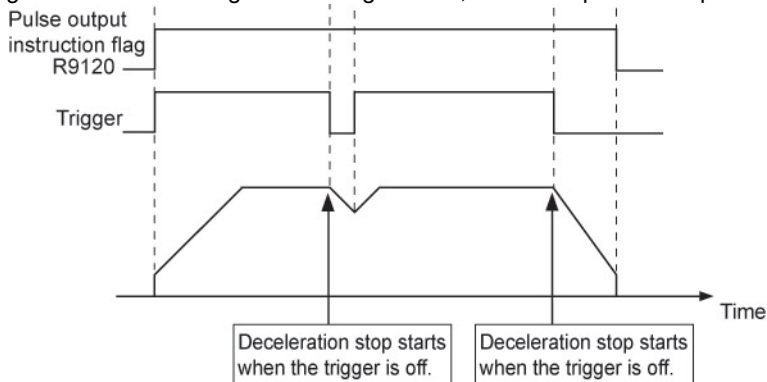 Pulse output
instruction flag
R9120
Trigger
Time
Deceleration stop starts
when the trigger is off.
Deceleration stop starts
when the trigger is off.